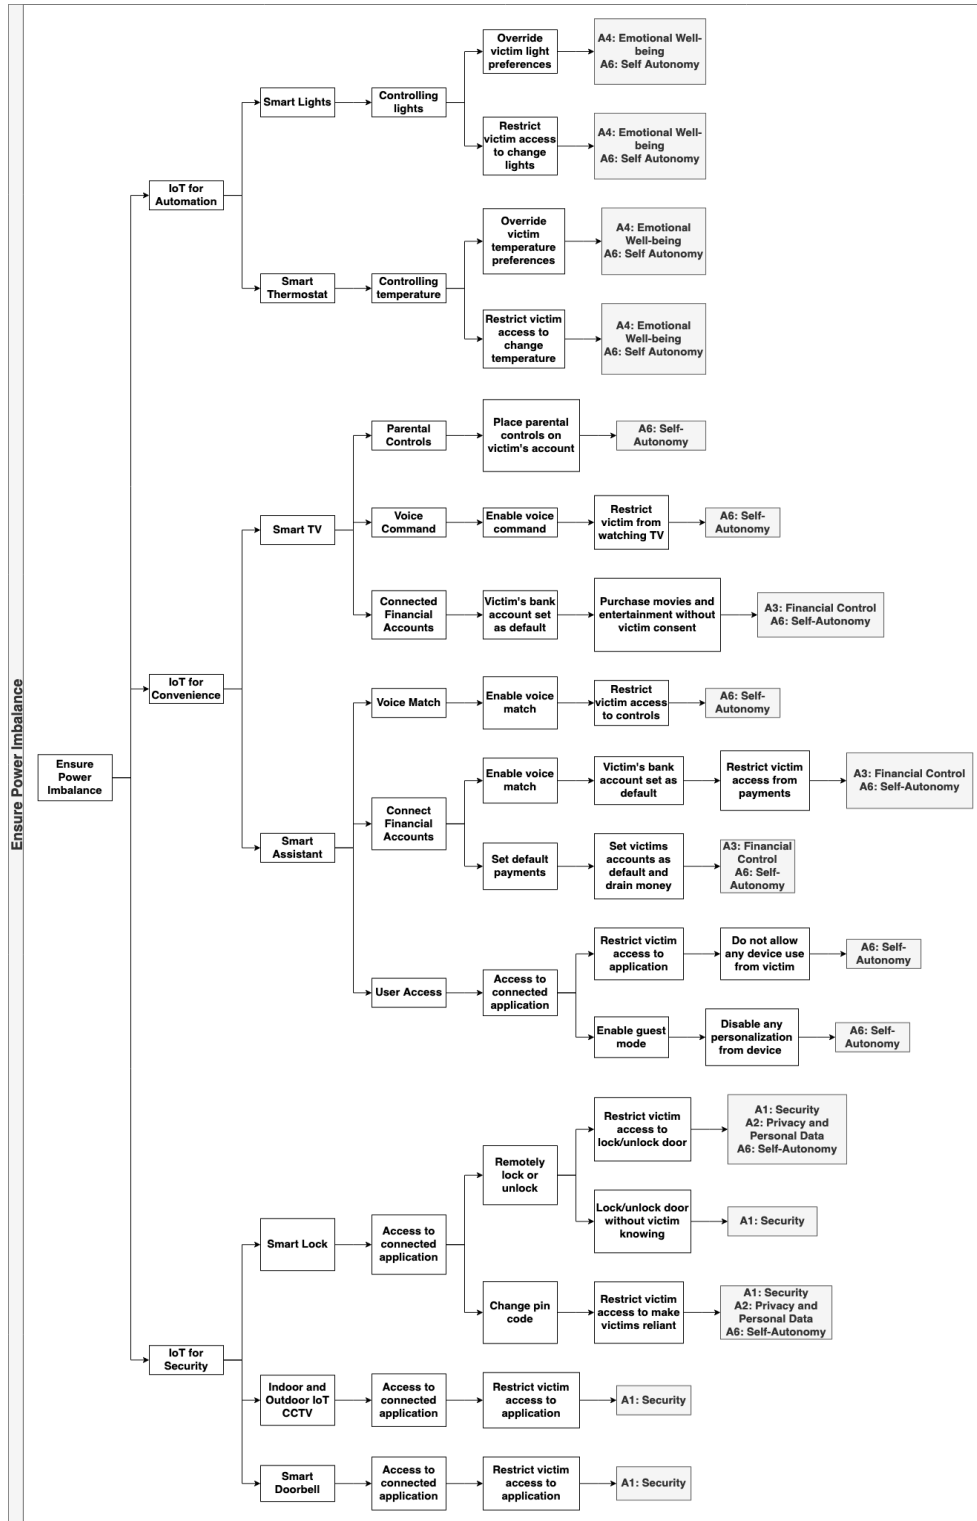 Ensure Power Imbalance
Ensure
Power
Imbalance
IoT for
Automation
Smart Lights
Controlling
lights
Override
victim light
preferences
A4: Emotional Well-
being
A6: Self Autonomy
Restrict
victim access
to change
lights
A4: Emotional Well-
being
A6: Self Autonomy
Smart
Thermostat
Controlling
temperature
Override
victim
temperature
preferences
A4: Emotional
Well-being
A6: Self Autonomy
Restrict victim
access to
change
temperature
A4: Emotional
Well-being
A6: Self Autonomy
IoT for
Convenience
Smart TV
Parental
Controls
Place parental
controls on
victim's account
A6: Self-
Autonomy
Voice
Command
Enable voice
command
Restrict
victim from
watching TV
A6: Self-
Autonomy
Connected
Financial
Accounts
Victim's bank
account set
as default
Purchase movies and
entertainment without
victim consent
A3: Financial Control
A6: Self-Autonomy
Smart
Assistant
Voice Match
Enable voice
match
Restrict
victim access
to controls
A6: Self-
Autonomy
Connect
Financial
Accounts
Enable voice
match
Victim's bank
account set as
default
Restrict victim
access from
payments
A3: Financial Control
A6: Self-Autonomy
Set default
payments
Set victims
accounts as
default and
drain money
A3: Financial
Control
A6: Self-
Autonomy
User Access
Access to
connected
application
Restrict victim
access to
application
Do not allow
any device use
from victim
A6: Self-
Autonomy
Enable guest
mode
Disable any
personalization
from device
A6: Self-
Autonomy
IoT for
Security
Smart Lock
Access to
connected
application
Remotely
lock or
unlock
Restrict victim
access to
lock/unlock door
A1: Security
A2: Privacy and
Personal Data
A6: Self-Autonomy
Lock/unlock door
without victim
knowing
A1: Security
Change pin
code
Restrict victim
access to make
victims reliant
A1: Security
A2: Privacy and
Personal Data
A6: Self-Autonomy
Indoor and
Outdoor IoT
CCTV
Access to
connected
application
Restrict victim
access to
application
A1: Security
Smart
Doorbell
Access to
connected
application
Restrict victim
access to
application
A1: Security